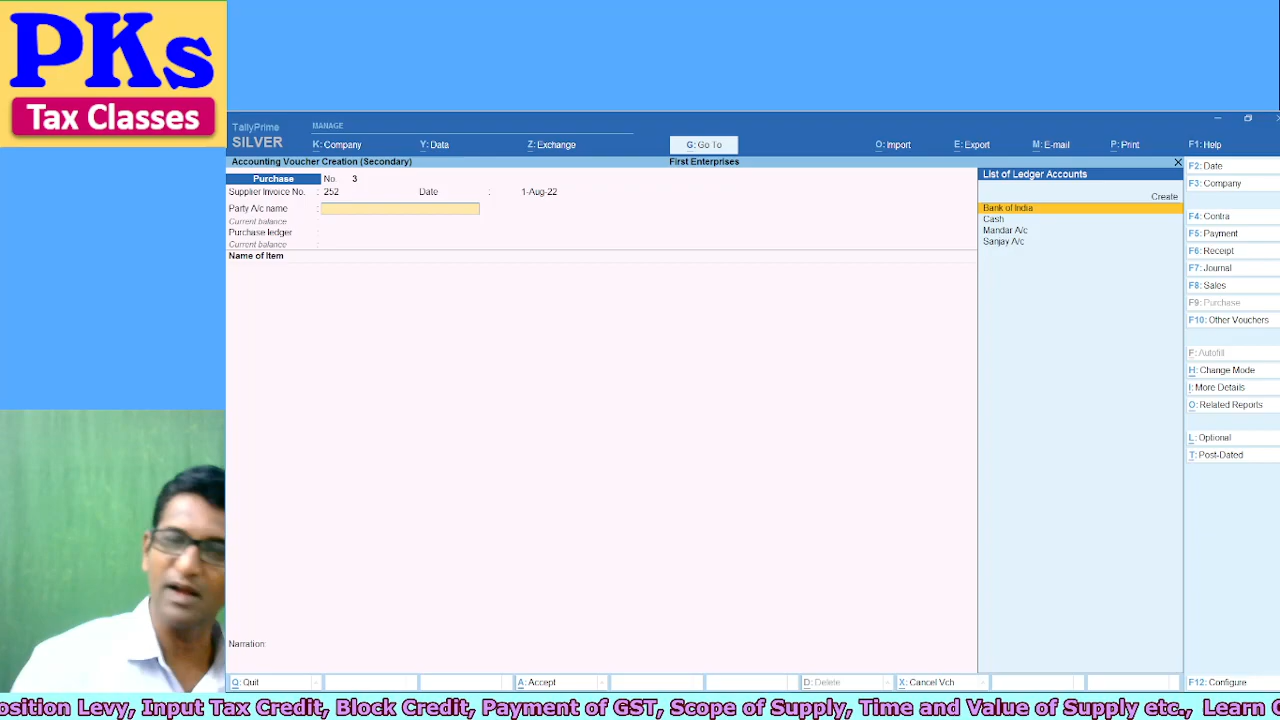 PKs
Tax Classes
TallyPrime
SILVER
MANAGE
K: Company
Y: Data
Z: Exchange
G: Go To
O: Import
E: Export
M: E-mail
P: Print
F1: Help
Accounting Voucher Creation (Secondary)
First Enterprises
Purchase No. 3
Supplier Invoice No. : 252 Date : 1-Aug-22
Party A/c name :
Current balance :
Purchase ledger :
Current balance :
Name of Item
Narration:
List of Ledger Accounts
Create
Bank of India
Cash
Mandar A/c
Sanjay A/c
F2: Date
F3: Company
F4: Contra
F5: Payment
F6: Receipt
F7: Journal
F8: Sales
F9: Purchase
F10: Other Vouchers
F: Autofill
H: Change Mode
I: More Details
O: Related Reports
L: Optional
T: Post-Dated
F12: Configure
Q: Quit
A: Accept
D: Delete
X: Cancel Vch
osition Levy, Input Tax Credit, Block Credit, Payment of GST, Scope of Supply, Time and Value of Supply etc., Learn